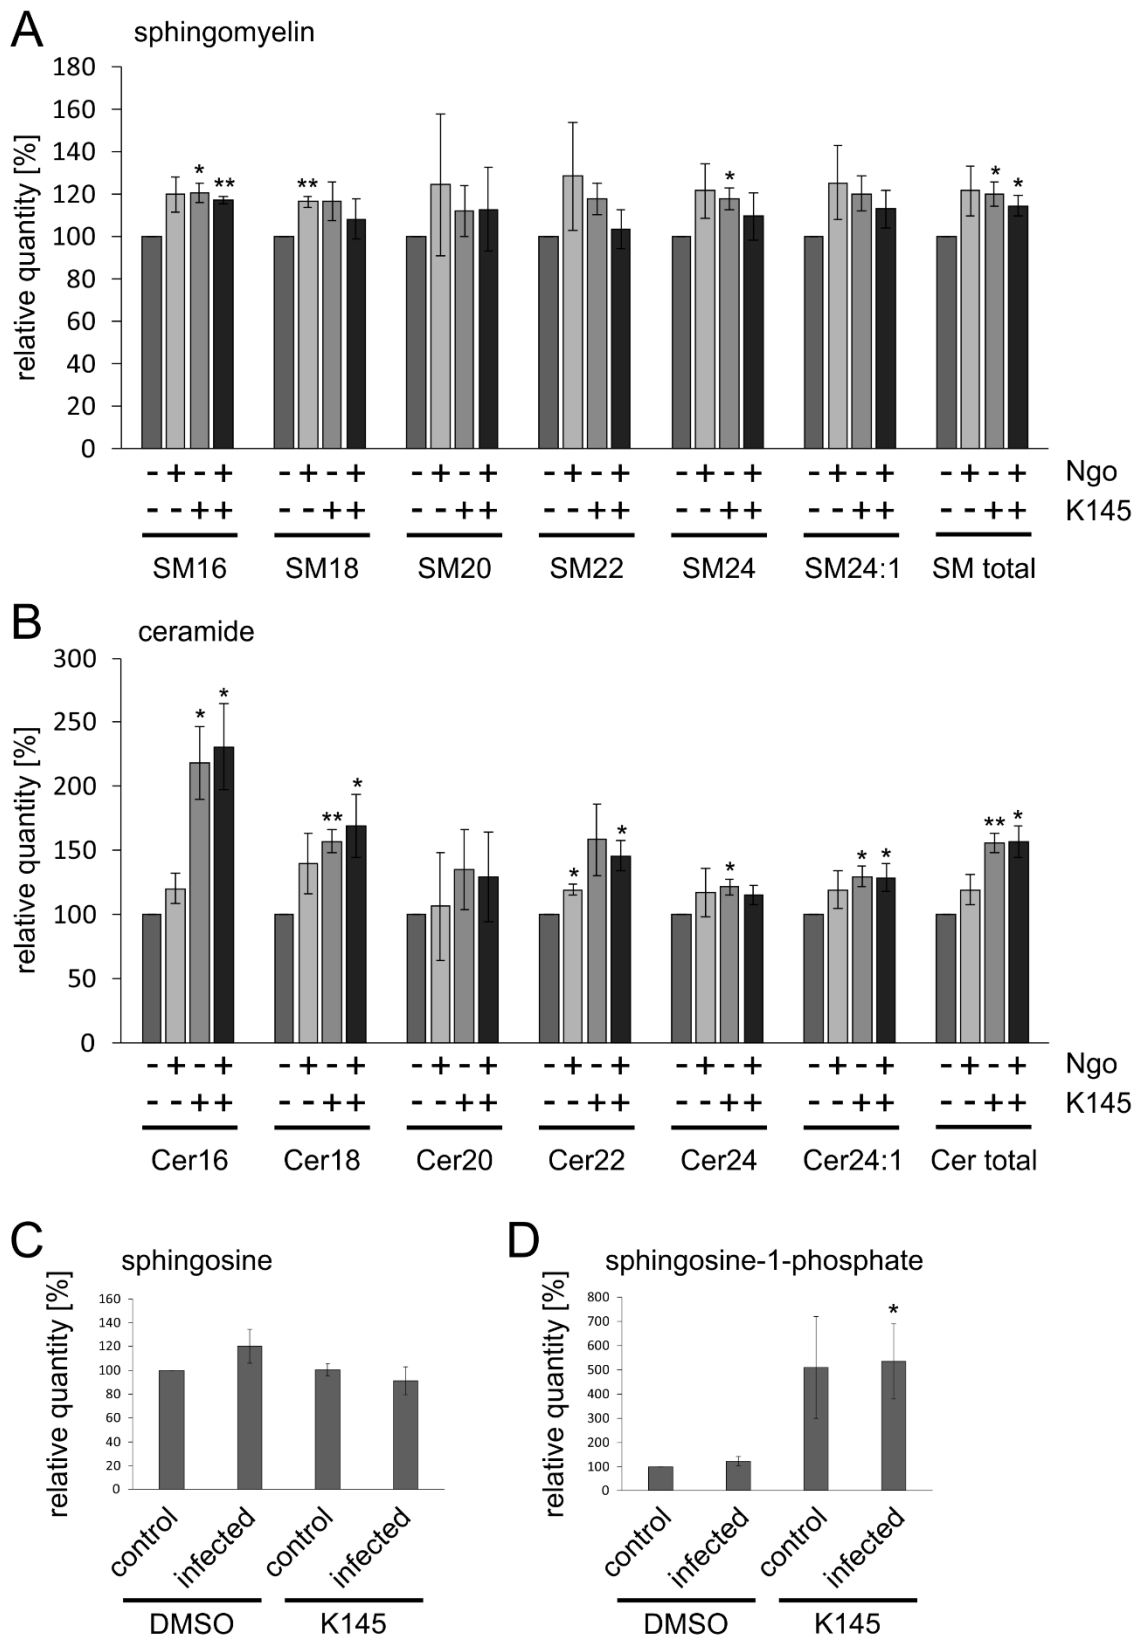 A
sphingomyelin
relative quantity [%]
180
160
140
120
100
80
60
40
20
0
* ** ** * * *
- + - + - + - + - + - + - + - + - + - + - + - + - + - + Ngo
- - + + - - + + - - + + - - + + - - + + - - + + - - + + K145
SM16 SM18 SM20 SM22 SM24 SM24:1 SM total
B
ceramide
relative quantity [%]
300
250
200
150
100
50
0
* * ** * * * * * * ** *
- + - + - + - + - + - + - + - + - + - + - + - + - + - + Ngo
- - + + - - + + - - + + - - + + - - + + - - + + - - + + K145
Cer16 Cer18 Cer20 Cer22 Cer24 Cer24:1 Cer total
C
sphingosine
relative quantity [%]
160
140
120
100
80
60
40
20
0
control infected control infected
DMSO K145
D
sphingosine-1-phosphate
relative quantity [%]
800
700
600
500
400
300
200
100
0
*
control infected control infected
DMSO K145